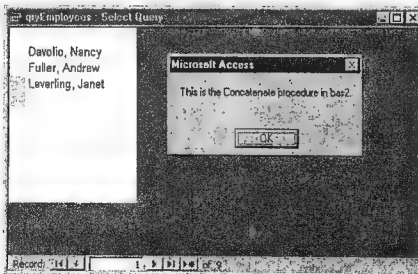 qryEmployees : Select Query
Davolio, Nancy
Fuller, Andrew
Leverling, Janet
Microsoft Access
This is the Concatenate procedure in bas2.
OK
Record: 1 of 9